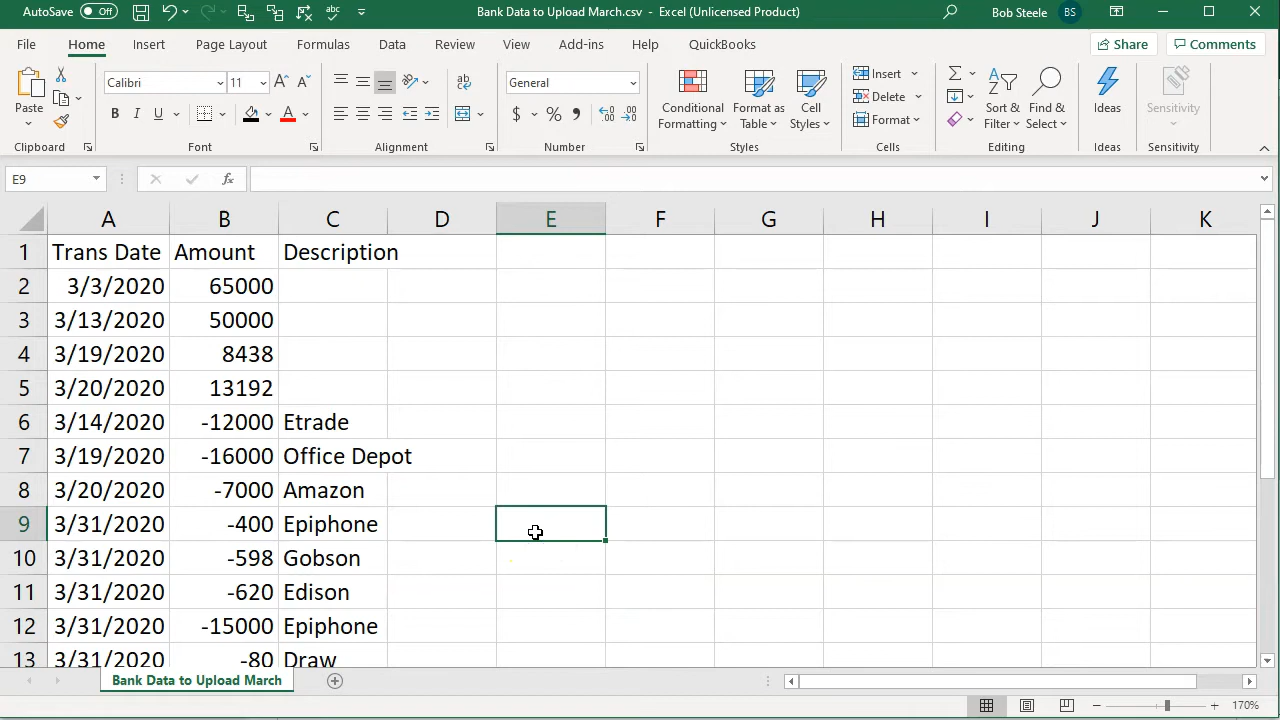 AutoSave Off Bank Data to Upload March.csv - Excel (Unlicensed Product) Bob Steele BS
File Home Insert Page Layout Formulas Data Review View Add-ins Help QuickBooks Share Comments
Paste Calibri 11 A A ab General Conditional Formatting Format as Table Cell Styles Insert Delete Format Sort & Filter Find & Select Ideas Sensitivity
B I U A $ % 9
Clipboard Font Alignment Number Styles Cells Editing Ideas Sensitivity
E9 fx
A B C D E F G H I J K
1 Trans Date Amount Description
2 3/3/2020 65000
3 3/13/2020 50000
4 3/19/2020 8438
5 3/20/2020 13192
6 3/14/2020 -12000 Etrade
7 3/19/2020 -16000 Office Depot
8 3/20/2020 -7000 Amazon
9 3/31/2020 -400 Epiphone
10 3/31/2020 -598 Gobson
11 3/31/2020 -620 Edison
12 3/31/2020 -15000 Epiphone
13 3/31/2020 -80 Draw
Bank Data to Upload March
170%